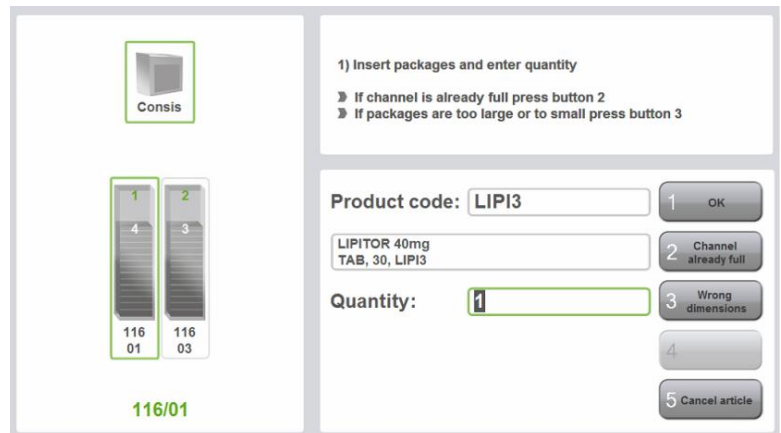 Consis
1
2
4
3
116
01
116
03
116/01
1) Insert packages and enter quantity
If channel is already full press button 2
If packages are too large or to small press button 3
Product code: LIPI3
LIPITOR 40mg
TAB, 30, LIPI3
Quantity: 1
1 OK
2 Channel
already full
3 Wrong
dimensions
4
5 Cancel article